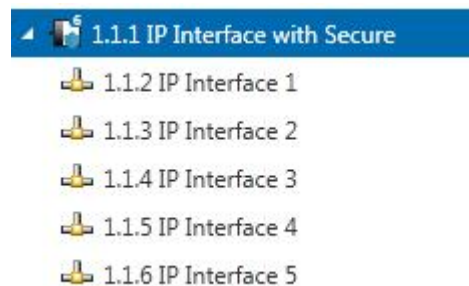 6
1.1.1 IP Interface with Secure
1.1.2 IP Interface 1
1.1.3 IP Interface 2
1.1.4 IP Interface 3
1.1.5 IP Interface 4
1.1.6 IP Interface 5